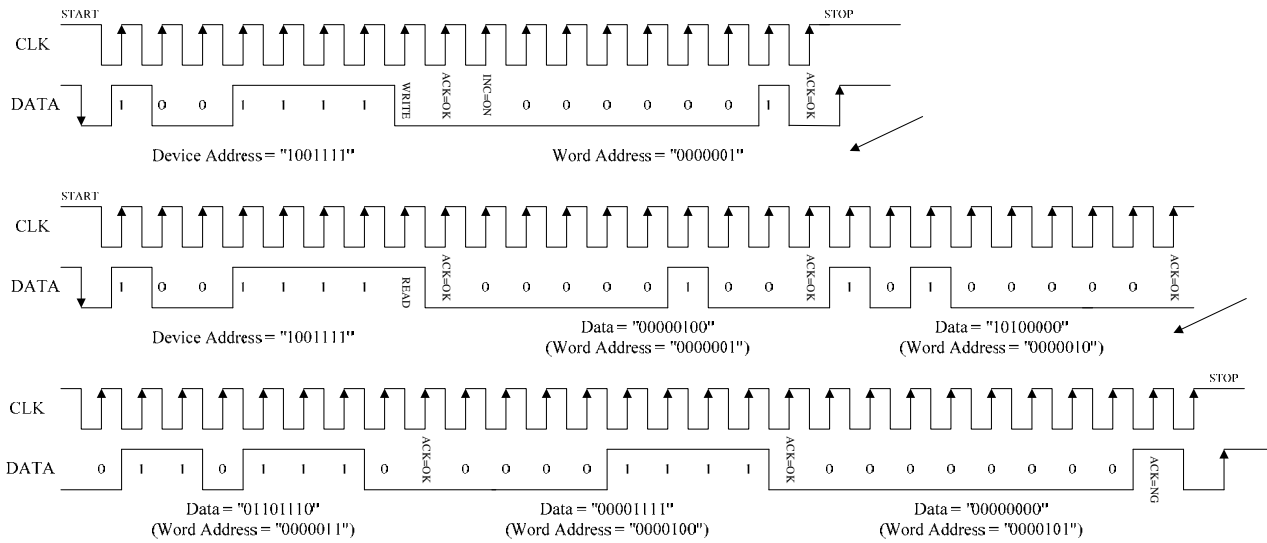 START STOP
CLK
DATA 1 0 0 1 1 1 1 WRITE ACK=OK INC=ON 0 0 0 0 0 0 1 ACK=OK
Device Address = "1001111" Word Address = "0000001"
START
CLK
DATA 1 0 0 1 1 1 1 READ ACK=OK 0 0 0 0 0 1 0 0 ACK=OK 1 0 1 0 0 0 0 0 ACK=OK
Device Address = "1001111" Data = "00000100" Data = "10100000"
(Word Address = "0000001") (Word Address = "0000010")
STOP
CLK
DATA 0 1 1 0 1 1 1 0 ACK=OK 0 0 0 0 1 1 1 1 ACK=OK 0 0 0 0 0 0 0 0 ACK=NG
Data = "01101110" Data = "00001111" Data = "00000000"
(Word Address = "0000011") (Word Address = "0000100") (Word Address = "0000101")